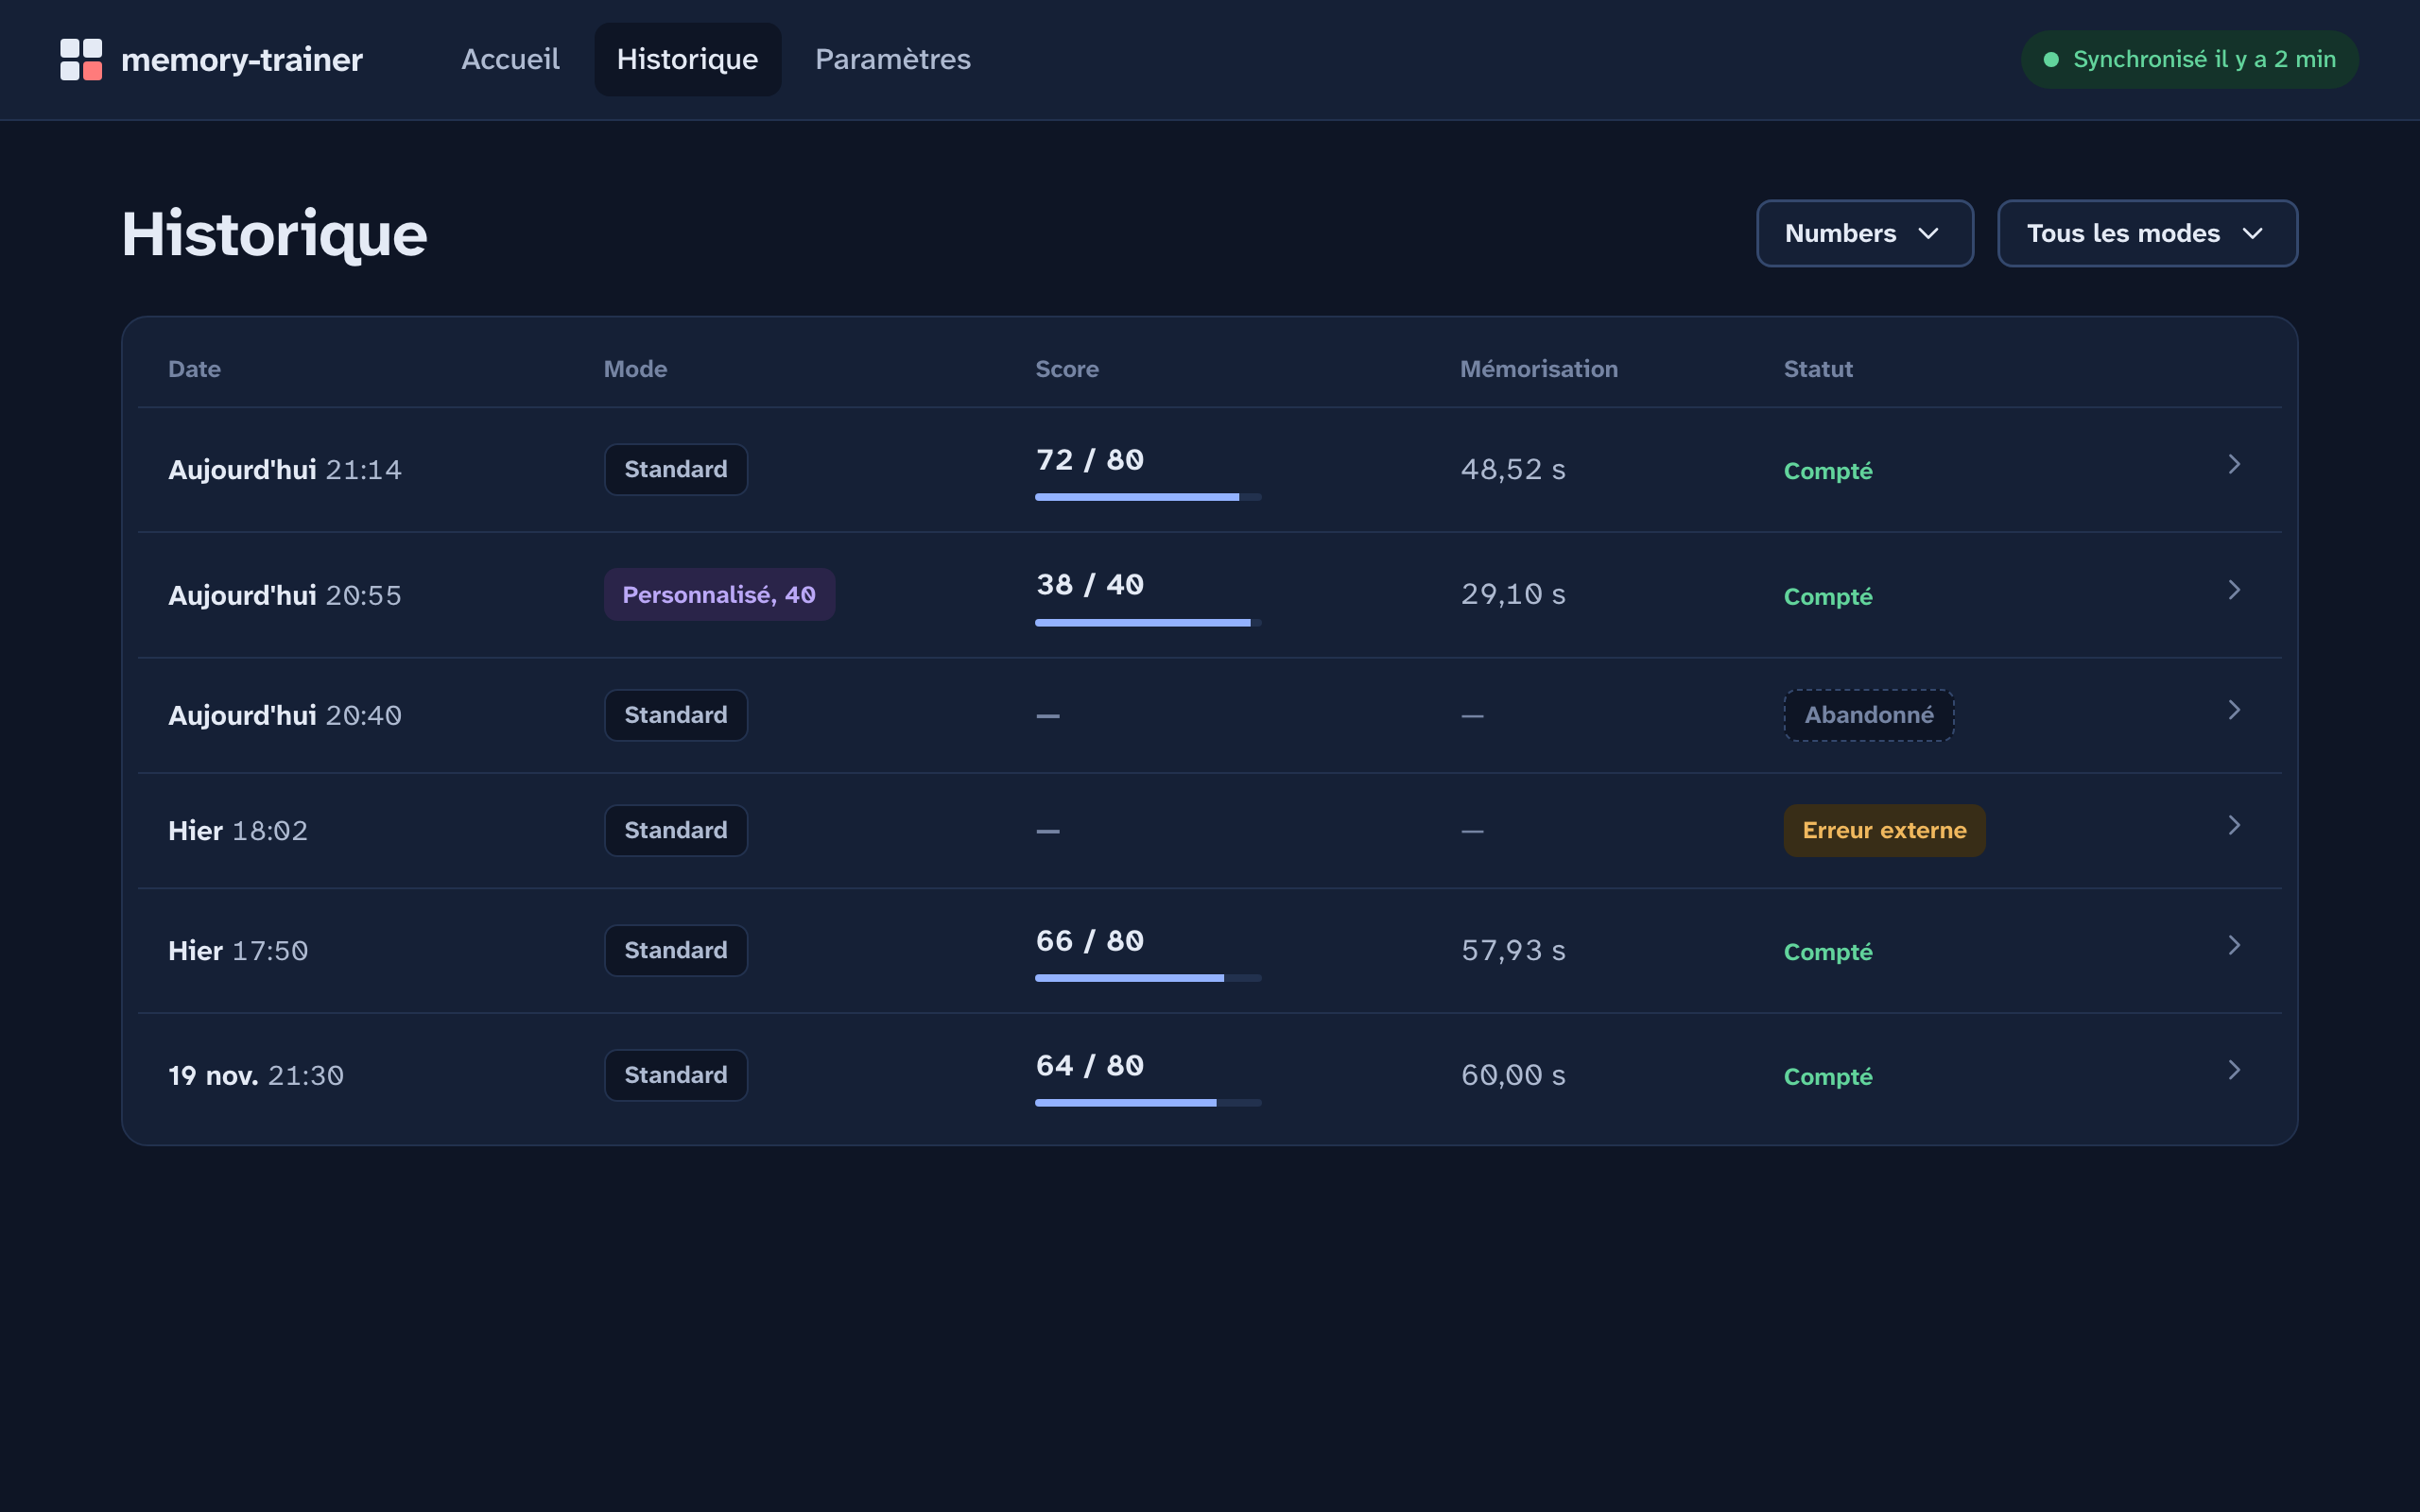 memory-trainer Accueil Historique Paramètres Synchronisé il y a 2 min
Historique Numbers Tous les modes
Date Mode Score Mémorisation Statut
Aujourd'hui 21:14 Standard 72 / 80 48,52 s Compté
Aujourd'hui 20:55 Personnalisé, 40 38 / 40 29,10 s Compté
Aujourd'hui 20:40 Standard — — Abandonné
Hier 18:02 Standard — — Erreur externe
Hier 17:50 Standard 66 / 80 57,93 s Compté
19 nov. 21:30 Standard 64 / 80 60,00 s Compté